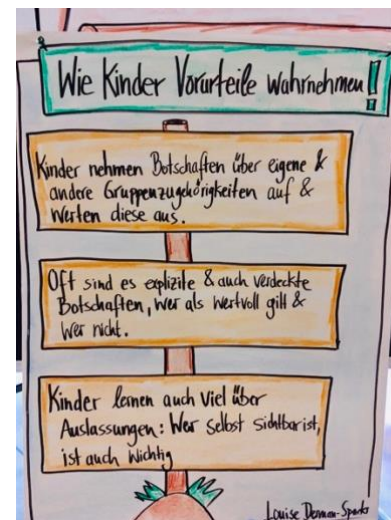 Wie Kinder Vorurteile wahrnehmen!
Kinder nehmen Botschaften über eigene &
andere Gruppenzugehörigkeiten auf &
werten diese aus.
Oft sind es explizite & auch verdeckte
Botschaften, wer als wertvoll gilt &
wer nicht.
Kinder lernen auch viel über
Auslassungen: Wer selbst sichtbar ist,
ist auch wichtig
Louise Derman-Sparks